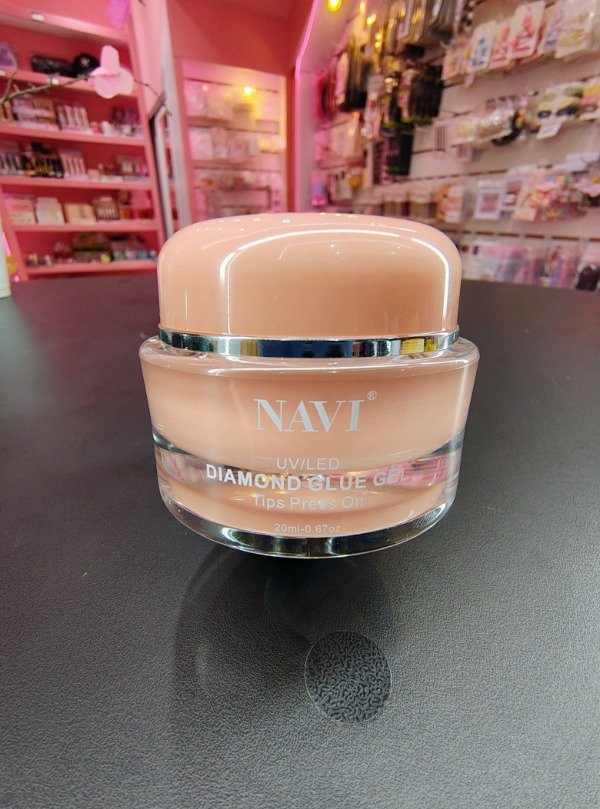 NAVI®
UV/LED
DIAMOND GLUE GEL
Tips Press On
20ml-0.67oz